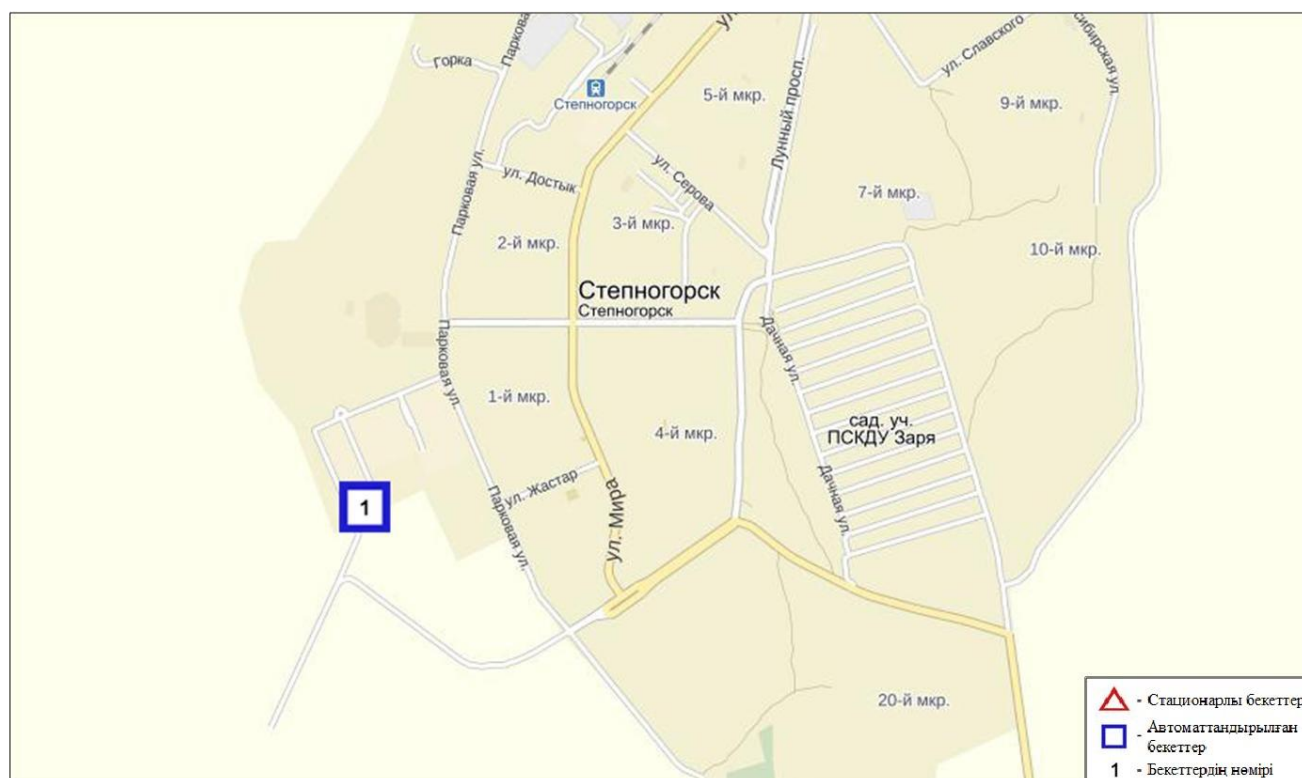 Парковая
ул.
Горка
ул. Славского
сибирская ул.
Степногорск
5-й мкр.
9-й мкр.
Лунный просп.
Парковая ул.
ул. Достык
ул. Серова
7-й мкр.
3-й мкр.
2-й мкр.
10-й мкр.
Степногорск
Степногорск
Парковая ул.
Дачная ул.
1-й мкр.
4-й мкр.
сад. уч.
ПСКДУ Заря
ул. Жастар
Дачная ул.
Парковая ул.
ул. Мира
1
20-й мкр.
- Стационарлы бекеттер
- Автоматтандырылған
бекеттер
1 - Бекеттердің нөмірі